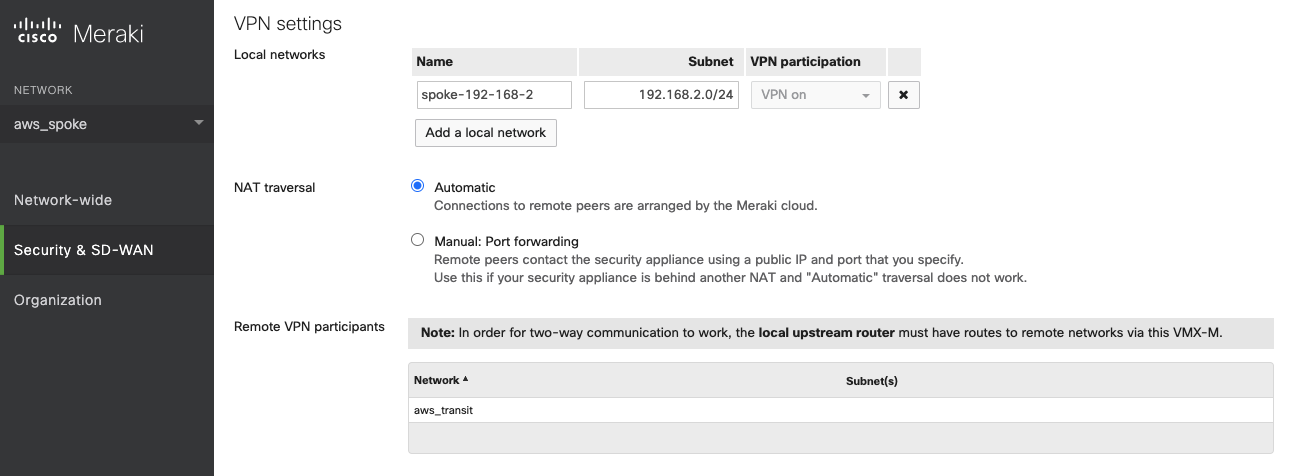 CISCO Meraki
NETWORK
aws_spoke
Network-wide
Security & SD-WAN
Organization
VPN settings
Local networks
Name Subnet VPN participation
spoke-192-168-2 192.168.2.0/24 VPN on ✖
Add a local network
NAT traversal
Automatic
Connections to remote peers are arranged by the Meraki cloud.
Manual: Port forwarding
Remote peers contact the security appliance using a public IP and port that you specify.
Use this if your security appliance is behind another NAT and "Automatic" traversal does not work.
Remote VPN participants
Note: In order for two-way communication to work, the local upstream router must have routes to remote networks via this VMX-M.
Network ▲ Subnet(s)
aws_transit